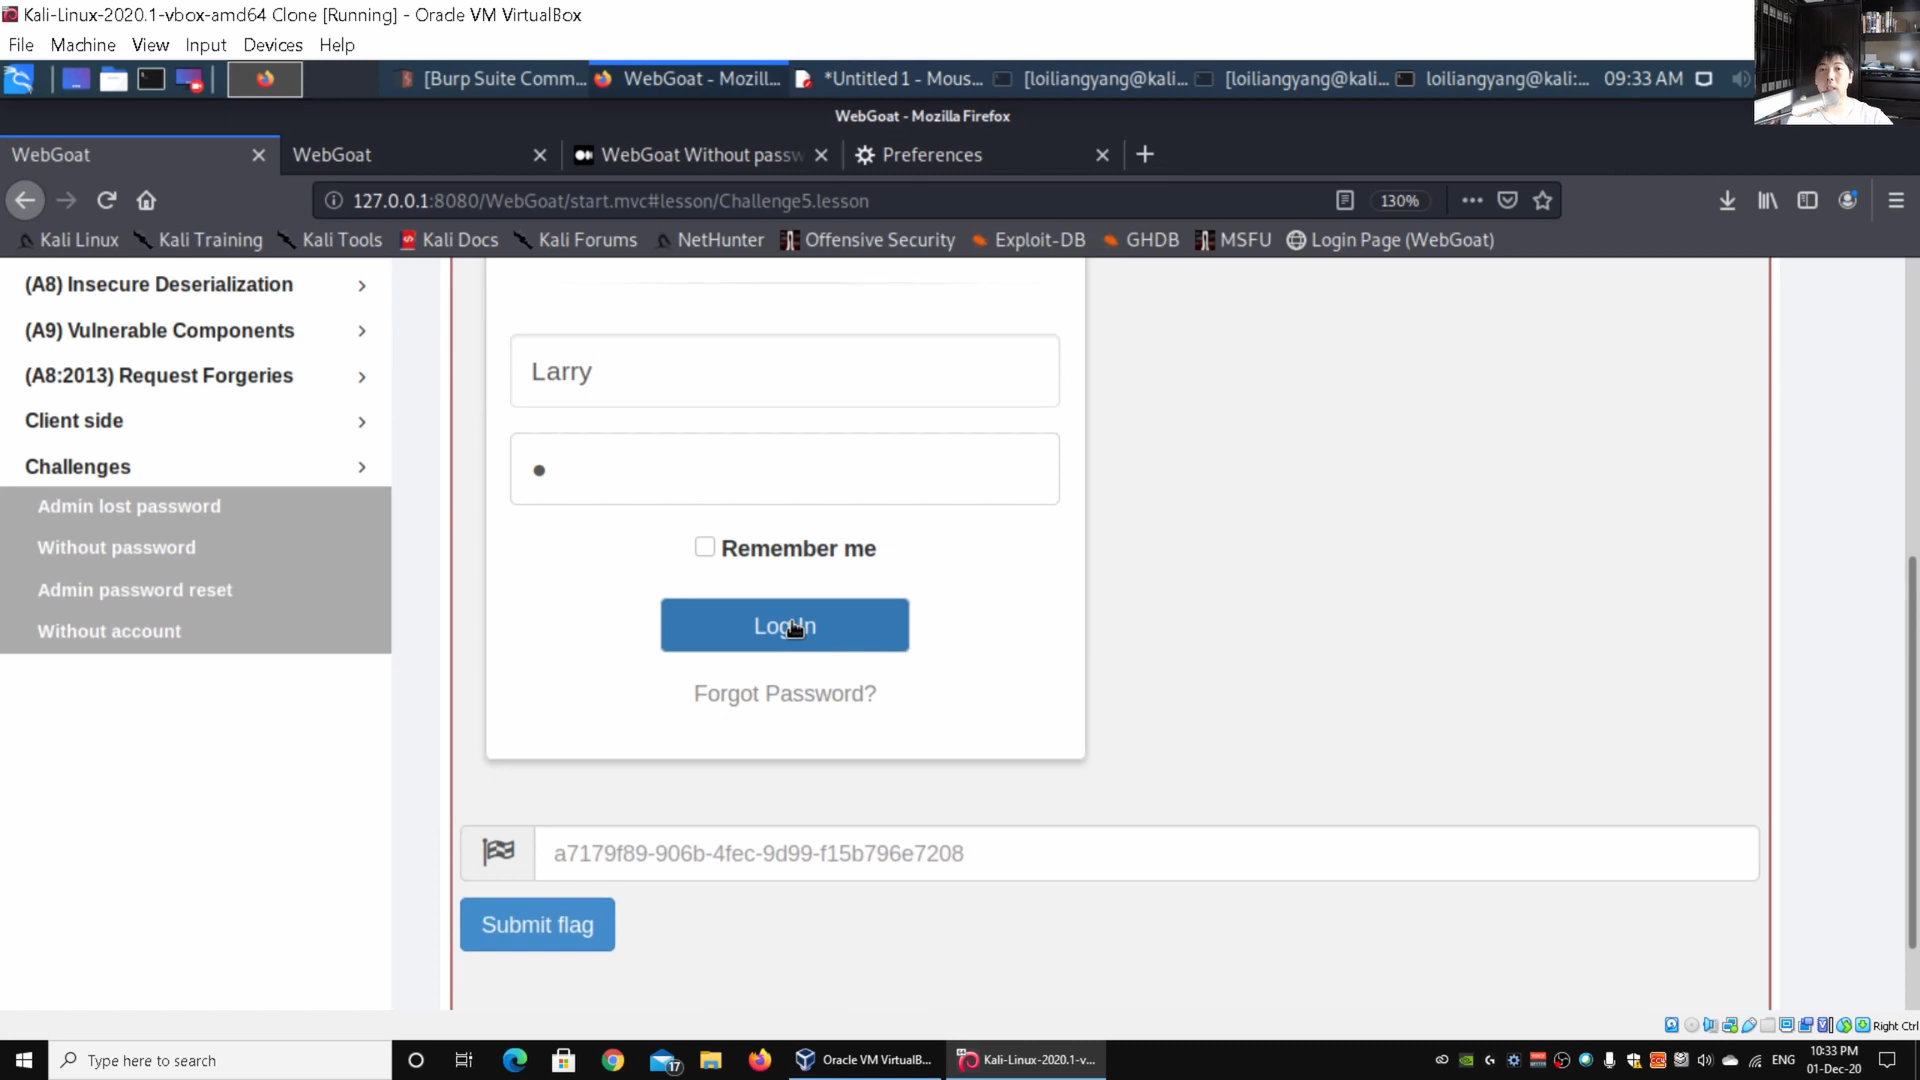 Kali-Linux-2020.1-vbox-amd64 Clone [Running] - Oracle VM VirtualBox
File Machine View Input Devices Help
[Burp Suite Comm... WebGoat - Mozill... *Untitled 1 - Mous... [loiliangyang@kali... [loiliangyang@kali... loiliangyang@kali:... 09:33 AM
WebGoat - Mozilla Firefox
WebGoat WebGoat WebGoat Without passw Preferences
127.0.0.1:8080/WebGoat/start.mvc#lesson/Challenge5.lesson 130%
Kali Linux Kali Training Kali Tools Kali Docs Kali Forums NetHunter Offensive Security Exploit-DB GHDB MSFU Login Page (WebGoat)
(A8) Insecure Deserialization
(A9) Vulnerable Components
(A8:2013) Request Forgeries
Client side
Challenges
Admin lost password
Without password
Admin password reset
Without account
Larry
Remember me
Log In
Forgot Password?
a7179f89-906b-4fec-9d99-f15b796e7208
Submit flag
Right Ctrl
Type here to search
17
Oracle VM VirtualB...
Kali-Linux-2020.1-v...
ENG
10:33 PM
01-Dec-20